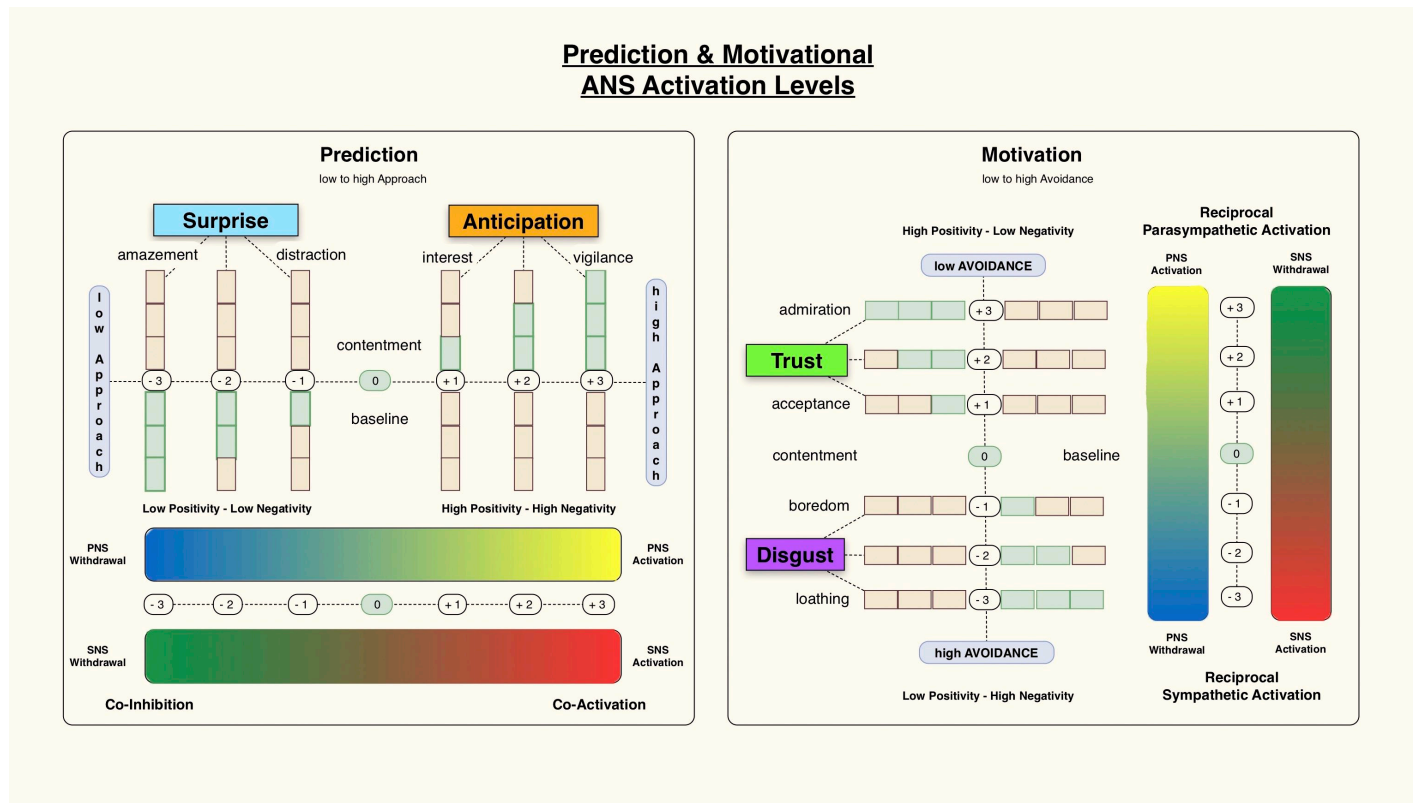 Prediction & Motivational
ANS Activation Levels
Prediction
low to high Approach
Surprise
Anticipation
amazement
distraction
interest
vigilance
low Approach
high Approach
contentment
- 3
- 2
- 1
0
+ 1
+ 2
+ 3
baseline
Low Positivity - Low Negativity
High Positivity - High Negativity
PNS
Withdrawal
PNS
Activation
- 3
- 2
- 1
0
+ 1
+ 2
+ 3
SNS
Withdrawal
SNS
Activation
Co-Inhibition
Co-Activation
Motivation
low to high Avoidance
High Positivity - Low Negativity
low AVOIDANCE
admiration
+ 3
Trust
+ 2
acceptance
+ 1
contentment
0
baseline
boredom
- 1
Disgust
- 2
loathing
- 3
high AVOIDANCE
Low Positivity - High Negativity
Reciprocal
Parasympathetic Activation
PNS
Activation
SNS
Withdrawal
+ 3
+ 2
+ 1
0
- 1
- 2
- 3
PNS
Withdrawal
SNS
Activation
Reciprocal
Sympathetic Activation